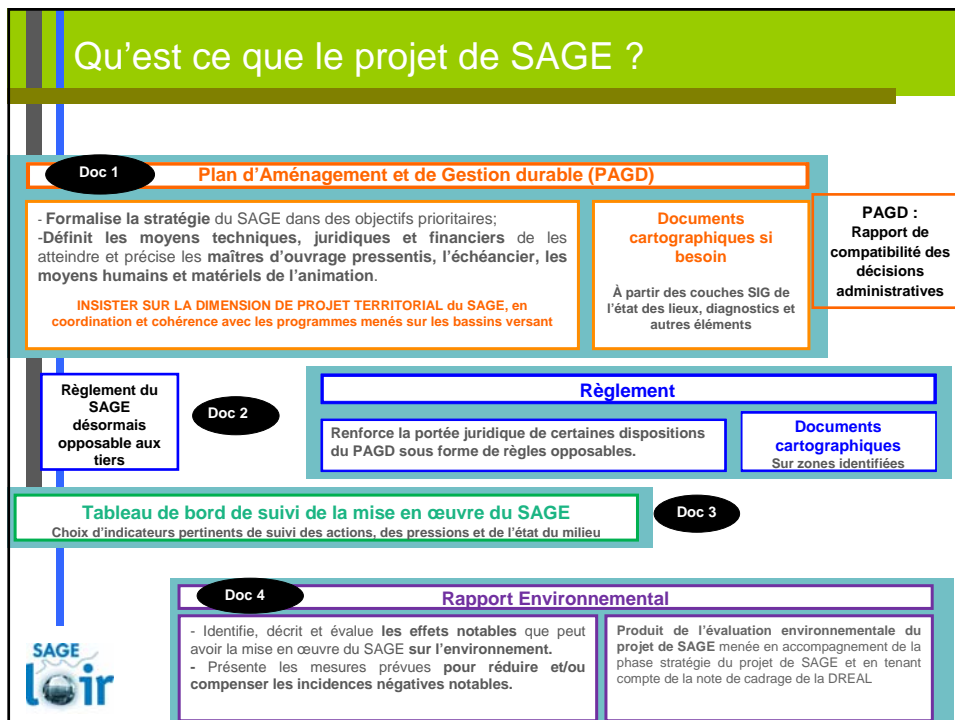 Qu'est ce que le projet de SAGE ?
Doc 1
Plan d'Aménagement et de Gestion durable (PAGD)
- Formalise la stratégie du SAGE dans des objectifs prioritaires;
-Définit les moyens techniques, juridiques et financiers de les
atteindre et précise les maîtres d'ouvrage pressentis, l'échéancier, les
moyens humains et matériels de l'animation.
INSISTER SUR LA DIMENSION DE PROJET TERRITORIAL du SAGE, en
coordination et cohérence avec les programmes menés sur les bassins versant
Documents
cartographiques si
besoin
À partir des couches SIG de
l'état des lieux, diagnostics et
autres éléments
PAGD :
Rapport de
compatibilité des
décisions
administratives
Règlement du
SAGE
désormais
opposable aux
tiers
Doc 2
Règlement
Renforce la portée juridique de certaines dispositions
du PAGD sous forme de règles opposables.
Documents
cartographiques
Sur zones identifiées
Tableau de bord de suivi de la mise en œuvre du SAGE
Choix d'indicateurs pertinents de suivi des actions, des pressions et de l'état du milieu
Doc 3
Doc 4
Rapport Environnemental
- Identifie, décrit et évalue les effets notables que peut
avoir la mise en œuvre du SAGE sur l'environnement.
- Présente les mesures prévues pour réduire et/ou
compenser les incidences négatives notables.
Produit de l'évaluation environnementale du
projet de SAGE menée en accompagnement de la
phase stratégie du projet de SAGE et en tenant
compte de la note de cadrage de la DREAL
SAGE
loir